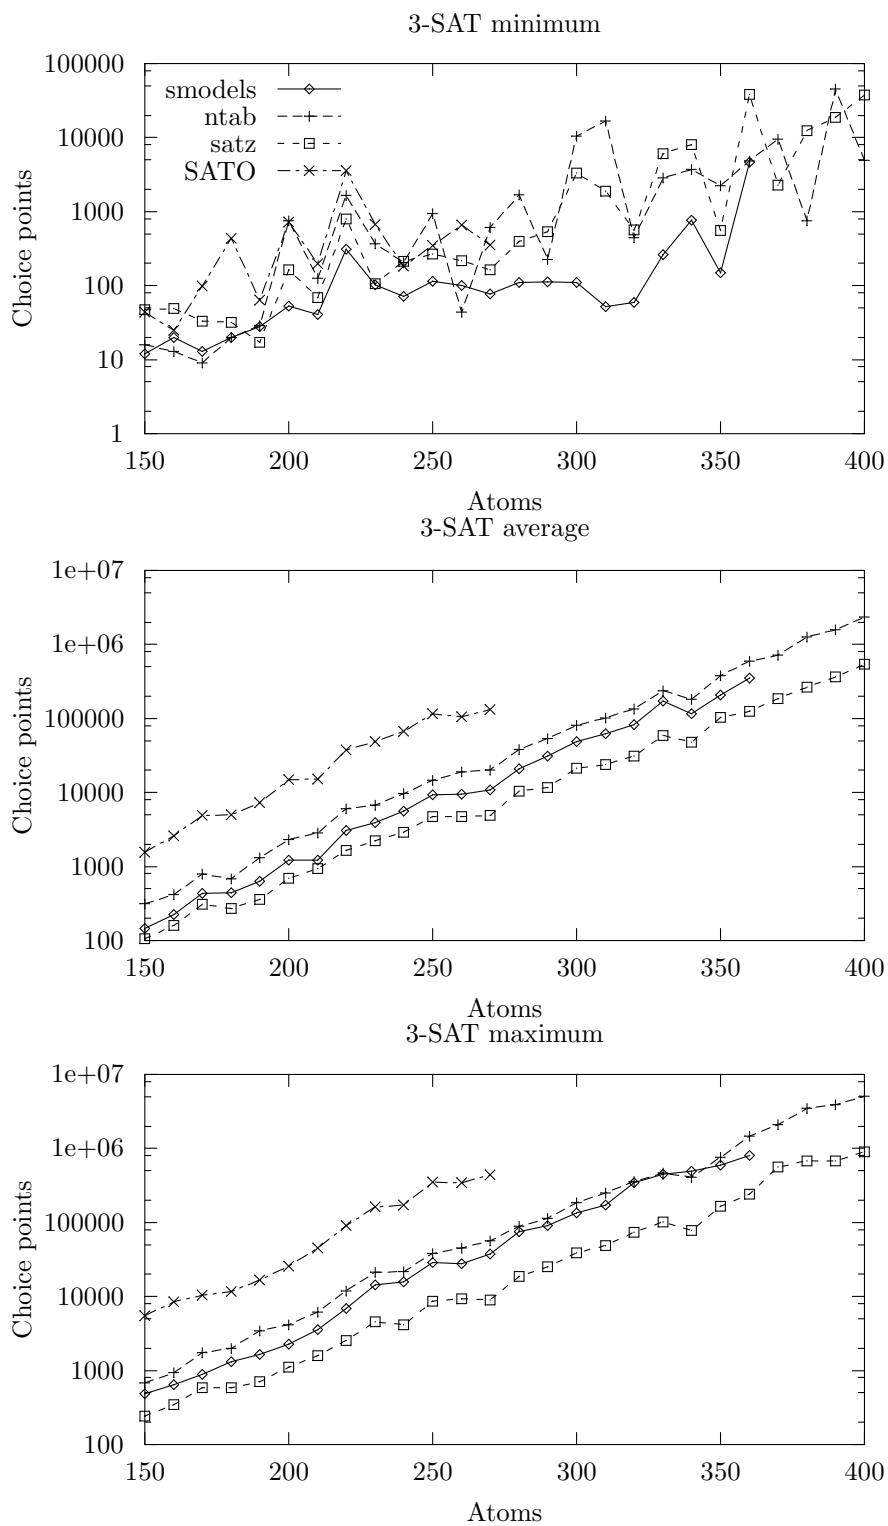 3-SAT minimum
100000
10000
1000
100
10
1
Choice points
smodels
ntab
satz
SATO
150 200 250 300 350 400
Atoms
3-SAT average
1e+07
1e+06
100000
10000
1000
100
Choice points
150 200 250 300 350 400
Atoms
3-SAT maximum
1e+07
1e+06
100000
10000
1000
100
Choice points
150 200 250 300 350 400
Atoms